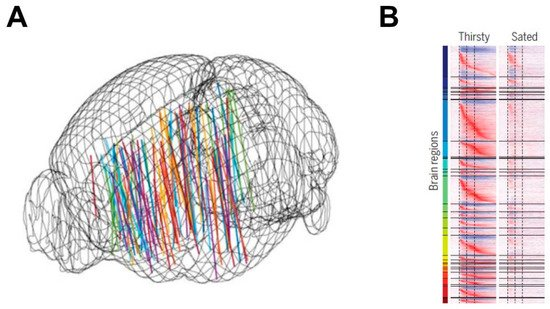 A
B
Thirsty Sated
Brain regions